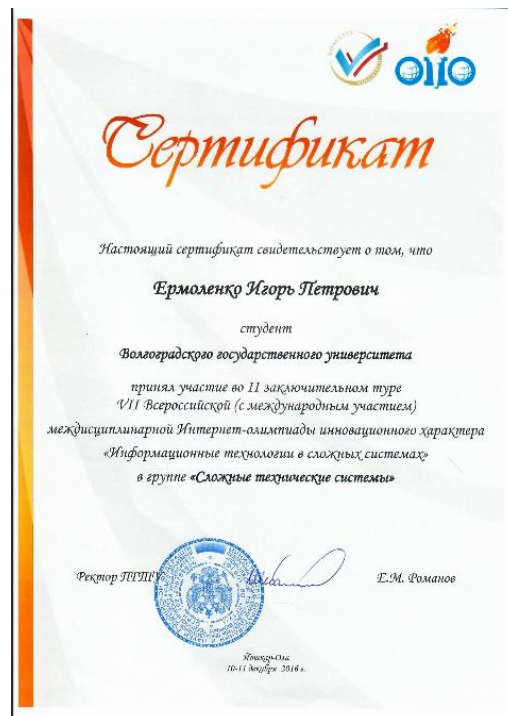 ОИО
Сертификат
Настоящий сертификат свидетельствует о том, что
Ермоленко Игорь Петрович
студент
Волгоградского государственного университета
принял участие во II заключительном туре
VII Всероссийской (с международным участием)
междисциплинарной Интернет-олимпиады инновационного характера
«Информационные технологии в сложных системах»
в группе «Сложные технические системы»
Ректор ПГТУ
Е.М. Романов
Йошкар-Ола
10-11 декабря 2016 г.